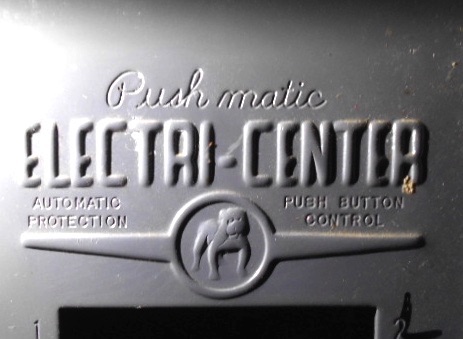 Push matic
ELECTRI-CENTER
AUTOMATIC PROTECTION
PUSH BUTTON CONTROL
1 2